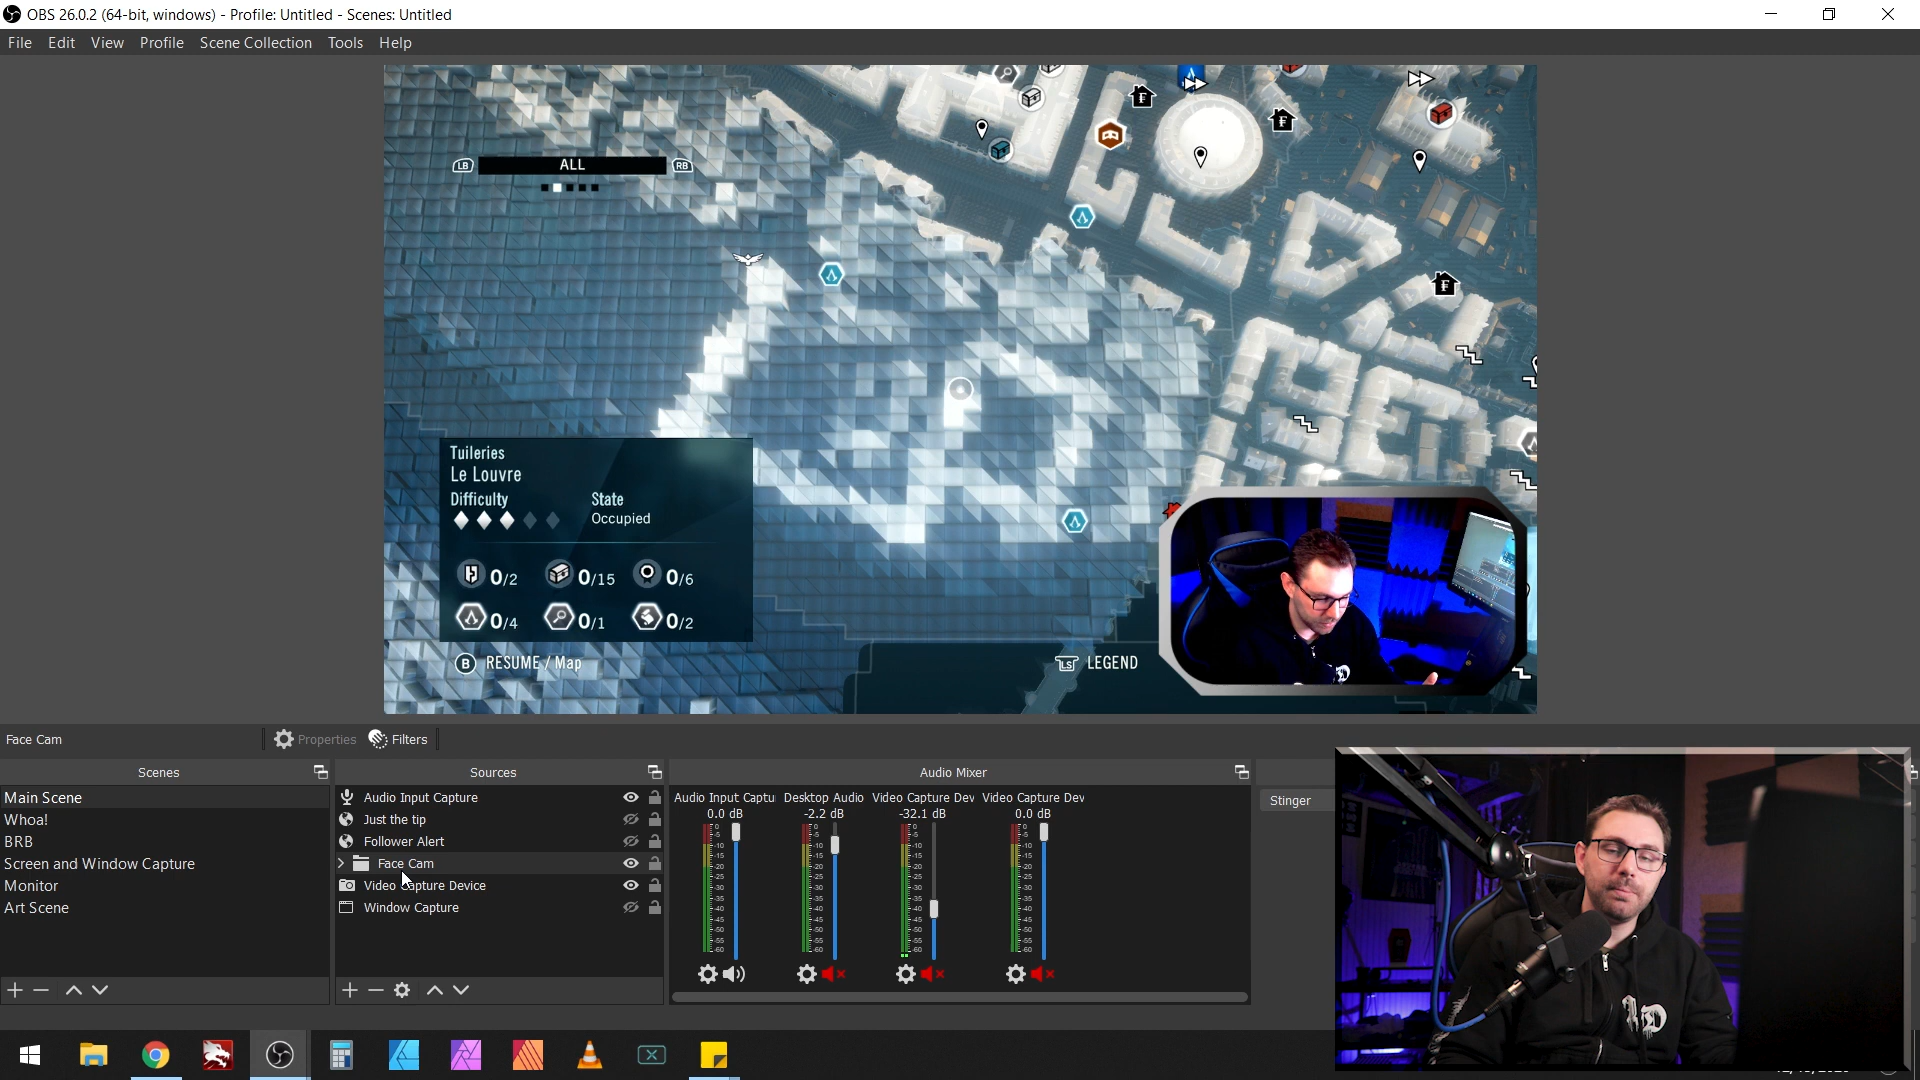 OBS 26.0.2 (64-bit, windows) - Profile: Untitled - Scenes: Untitled
File Edit View Profile Scene Collection Tools Help
LB ALL RB
Tuileries
Le Louvre
Difficulty State
Occupied
0/2 0/15 0/6
0/4 0/1 0/2
B RESUME / Map
LS LEGEND
Face Cam Properties Filters
Scenes Sources Audio Mixer
Main Scene
Whoa!
BRB
Screen and Window Capture
Monitor
Art Scene
Audio Input Capture
Just the tip
Follower Alert
Face Cam
Video Capture Device
Window Capture
Audio Input Captu Desktop Audio Video Capture Dev Video Capture Dev
0.0 dB -2.2 dB -32.1 dB 0.0 dB
Stinger